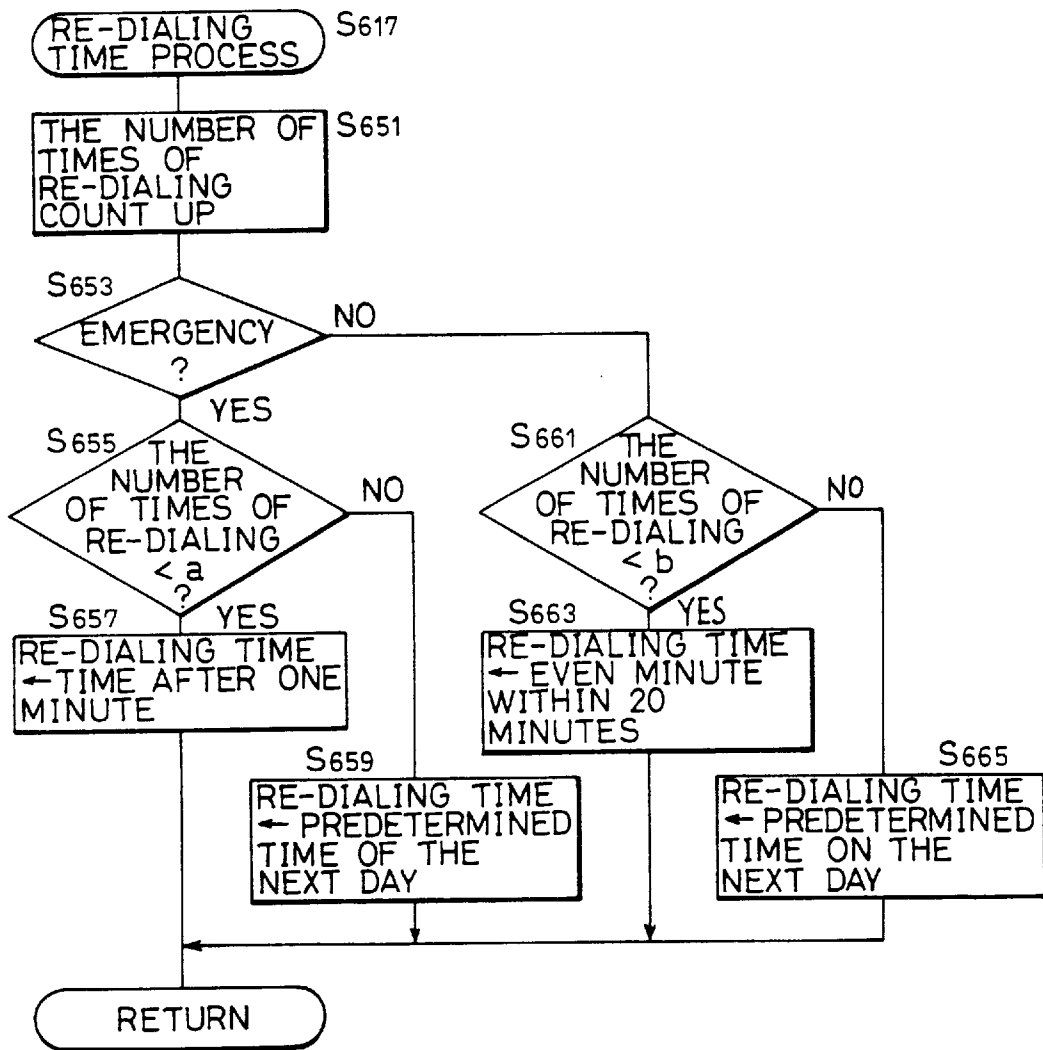 RE-DIALING
TIME PROCESS
S617
THE NUMBER OF
TIMES OF
RE-DIALING
COUNT UP
S651
S653
EMERGENCY
?
NO
YES
S655
THE
NUMBER
OF TIMES OF
RE-DIALING
< a
?
NO
YES
S661
THE
NUMBER
OF TIMES OF
RE-DIALING
< b
?
NO
YES
S657
RE-DIALING TIME
←TIME AFTER ONE
MINUTE
S663
RE-DIALING TIME
← EVEN MINUTE
WITHIN 20
MINUTES
S659
RE-DIALING TIME
← PREDETERMINED
TIME OF THE
NEXT DAY
S665
RE-DIALING TIME
← PREDETERMINED
TIME ON THE
NEXT DAY
RETURN